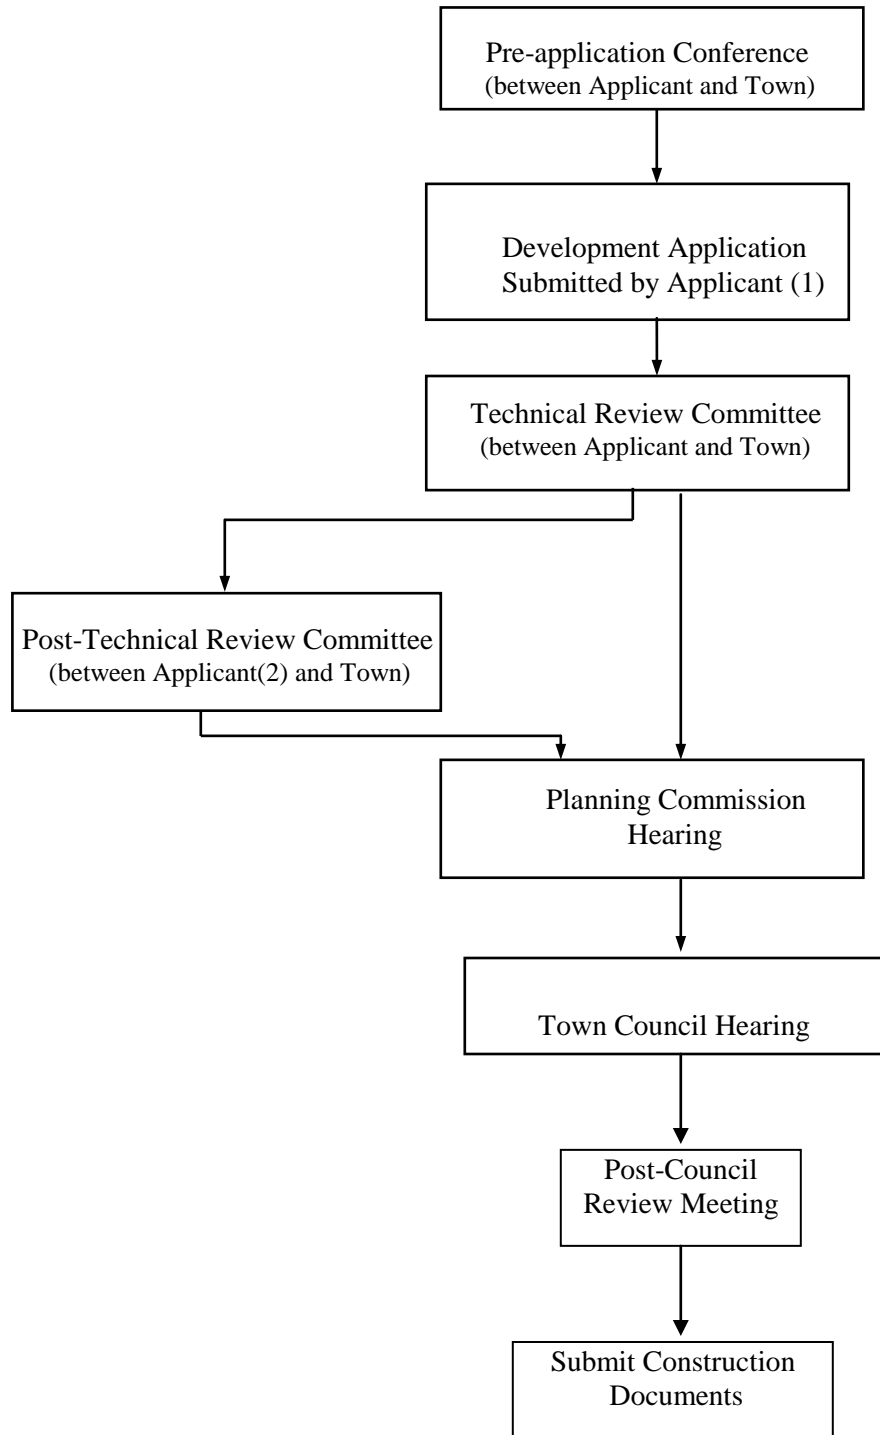 Pre-application Conference
(between Applicant and Town)
Development Application
Submitted by Applicant (1)
Technical Review Committee
(between Applicant and Town)
Post-Technical Review Committee
(between Applicant(2) and Town)
Planning Commission
Hearing
Town Council Hearing
Post-Council
Review Meeting
Submit Construction
Documents